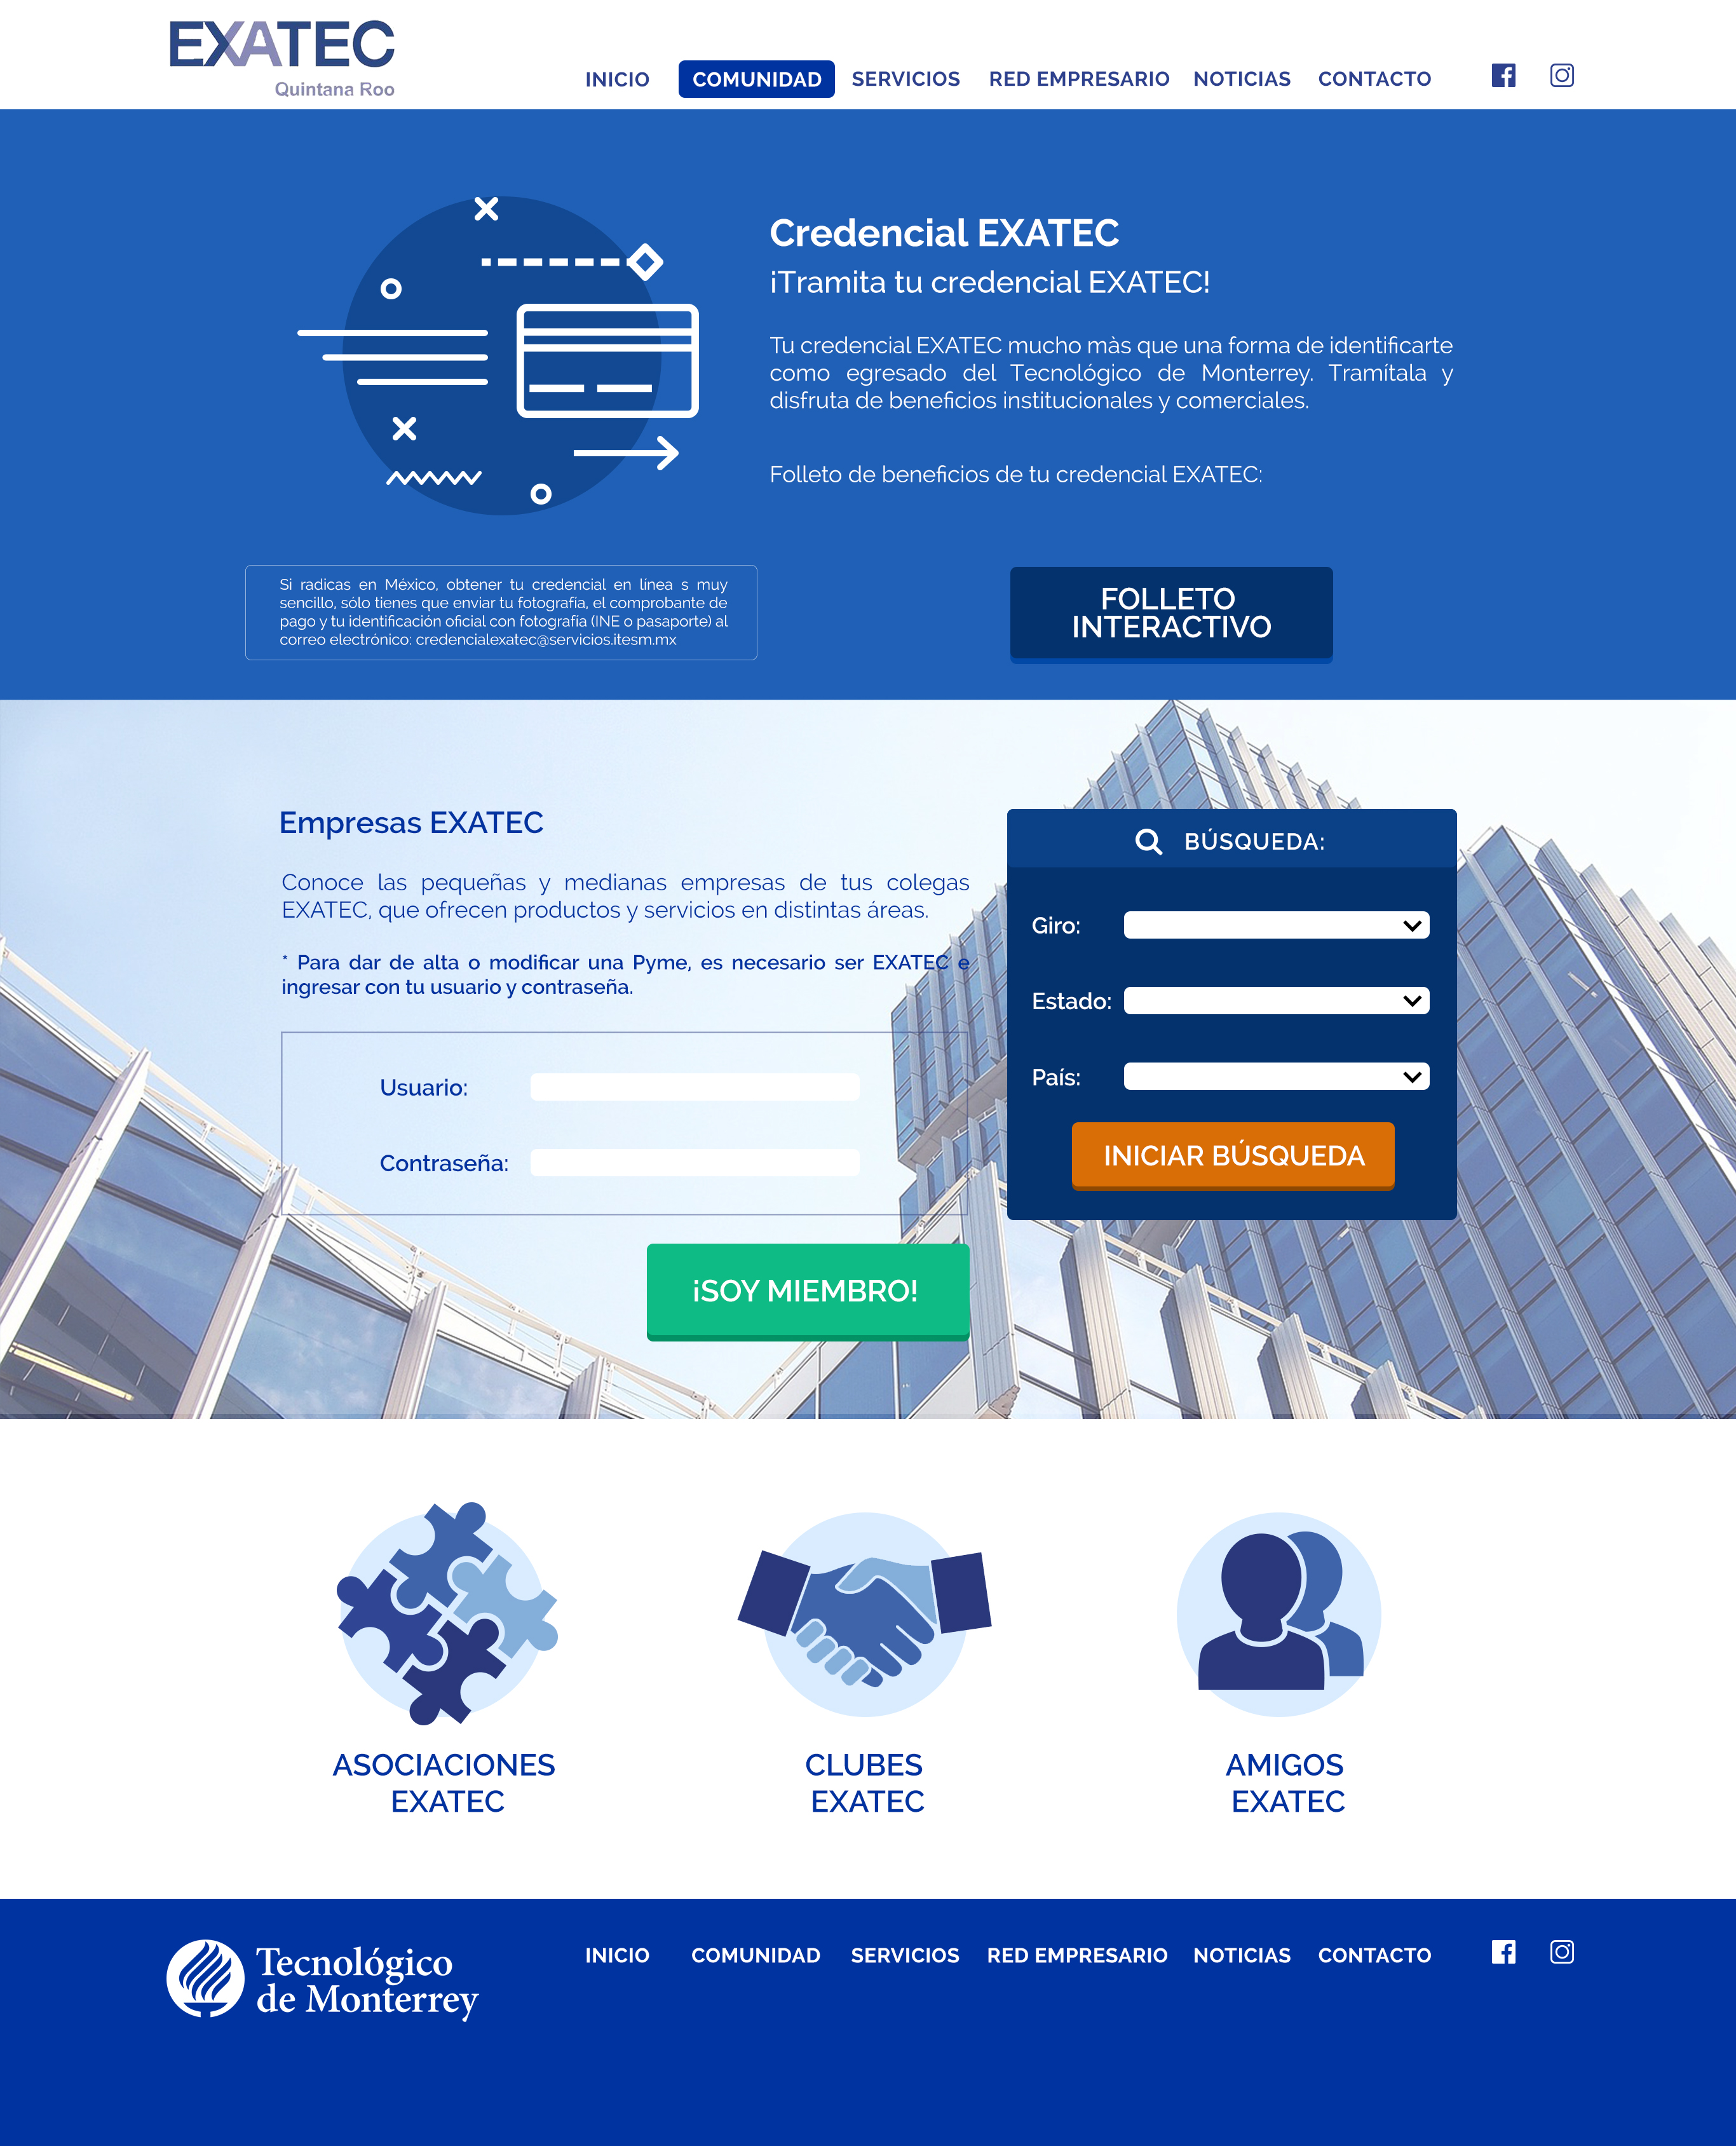 EXATEC
Quintana Roo
INICIO COMUNIDAD SERVICIOS RED EMPRESARIO NOTICIAS CONTACTO
Credencial EXATEC
¡Tramita tu credencial EXATEC!
Tu credencial EXATEC mucho màs que una forma de identificarte
como egresado del Tecnológico de Monterrey. Tramítala y
disfruta de beneficios institucionales y comerciales.
Folleto de beneficios de tu credencial EXATEC:
Si radicas en México, obtener tu credencial en línea s muy
sencillo, sólo tienes que enviar tu fotografía, el comprobante de
pago y tu identificación oficial con fotografía (INE o pasaporte) al
correo electrónico: credencialexatec@servicios.itesm.mx
FOLLETO
INTERACTIVO
Empresas EXATEC
Conoce las pequeñas y medianas empresas de tus colegas
EXATEC, que ofrecen productos y servicios en distintas áreas.
* Para dar de alta o modificar una Pyme, es necesario ser EXATEC e
ingresar con tu usuario y contraseña.
Usuario:
Contraseña:
¡SOY MIEMBRO!
BÚSQUEDA:
Giro:
Estado:
País:
INICIAR BÚSQUEDA
ASOCIACIONES
EXATEC
CLUBES
EXATEC
AMIGOS
EXATEC
Tecnológico
de Monterrey
INICIO COMUNIDAD SERVICIOS RED EMPRESARIO NOTICIAS CONTACTO